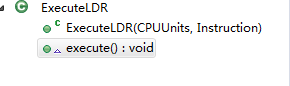 ExecuteLDR
ExecuteLDR(CPUUnits, Instruction)
execute() : void